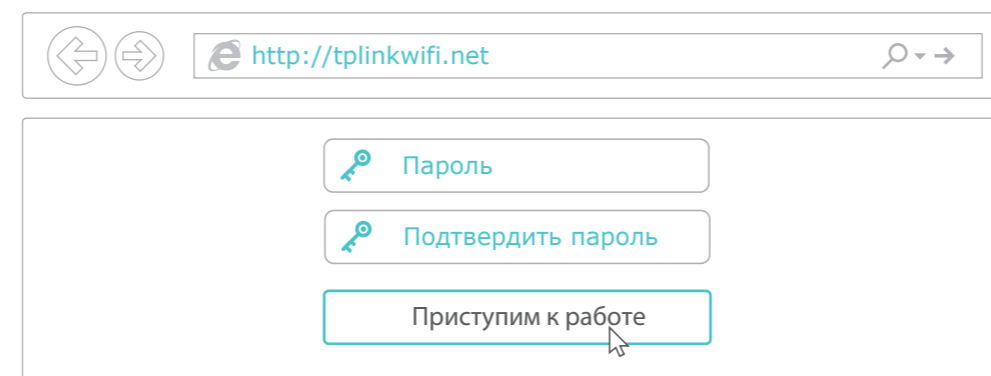 http://tplinkwifi.net
Пароль
Подтвердить пароль
Приступим к работе